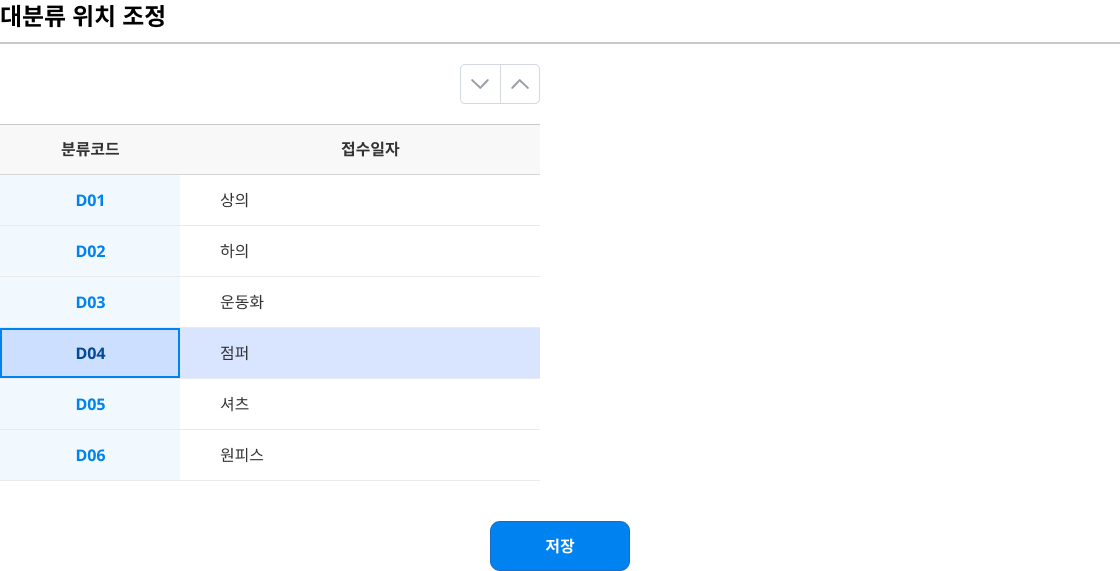 대분류 위치 조정
분류코드 접수일자
D01 상의
D02 하의
D03 운동화
D04 점퍼
D05 셔츠
D06 원피스
저장